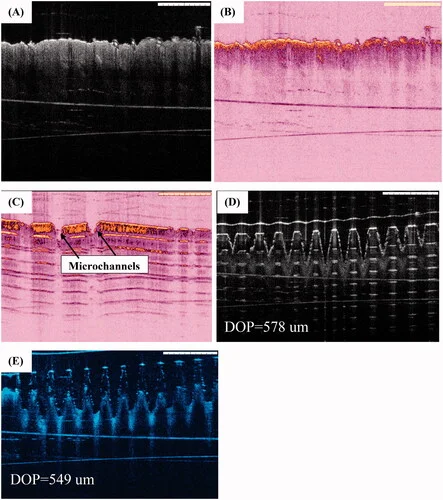 (A)
(B)
(C)
Microchannels
(D)
DOP=578 um
(E)
DOP=549 um